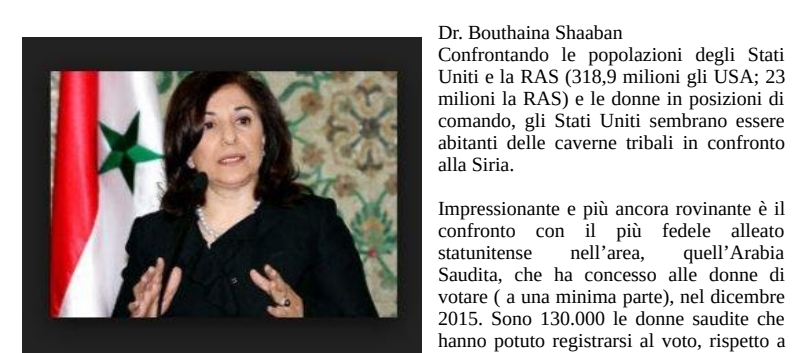 Dr. Bouthaina Shaaban
Confrontando le popolazioni degli Stati
Uniti e la RAS (318,9 milioni gli USA; 23
milioni la RAS) e le donne in posizioni di
comando, gli Stati Uniti sembrano essere
abitanti delle caverne tribali in confronto
alla Siria.
Impressionante e più ancora rovinante è il
confronto con il più fedele alleato
statunitense nell’area, quell’Arabia
Saudita, che ha concesso alle donne di
votare ( a una minima parte), nel dicembre
2015. Sono 130.000 le donne saudite che
hanno potuto registrarsi al voto, rispetto a